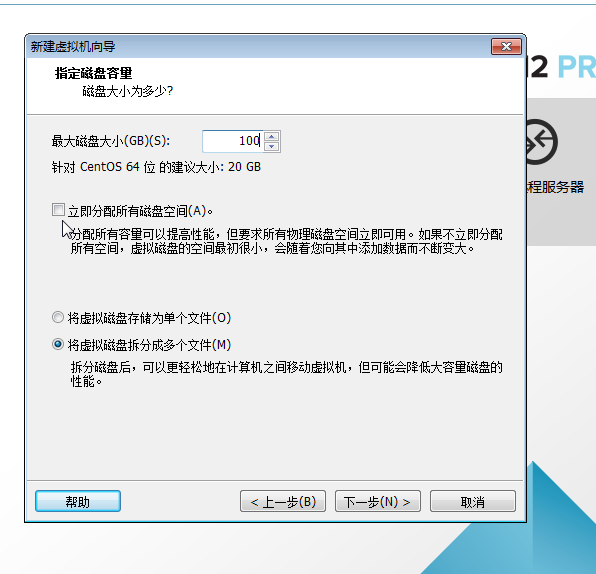 新建虚拟机向导
指定磁盘容量
磁盘大小为多少?
12 PR
最大磁盘大小(GB)(S): 100
针对 CentOS 64 位 的建议大小: 20 GB
程服务器
立即分配所有磁盘空间(A)。
分配所有容量可以提高性能，但要求所有物理磁盘空间立即可用。如果不立即分配
所有空间，虚拟磁盘的空间最初很小，会随着您向其中添加数据而不断变大。
将虚拟磁盘存储为单个文件(O)
将虚拟磁盘拆分成多个文件(M)
拆分磁盘后，可以更轻松地在计算机之间移动虚拟机，但可能会降低大容量磁盘的
性能。
帮助 < 上一步(B) 下一步(N) > 取消